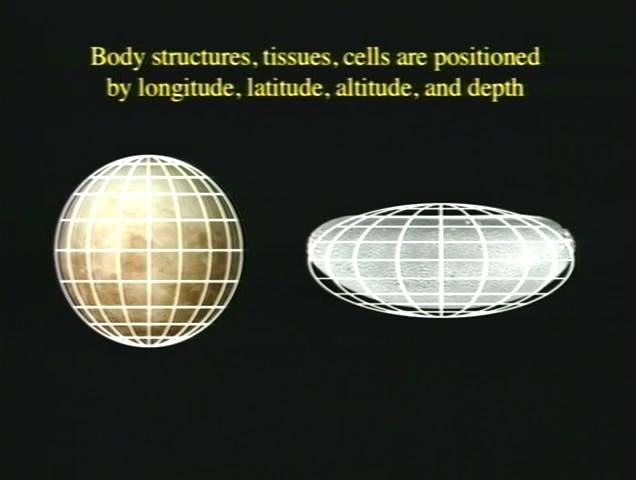 Body structures, tissues, cells are positioned
by longitude, latitude, altitude, and depth